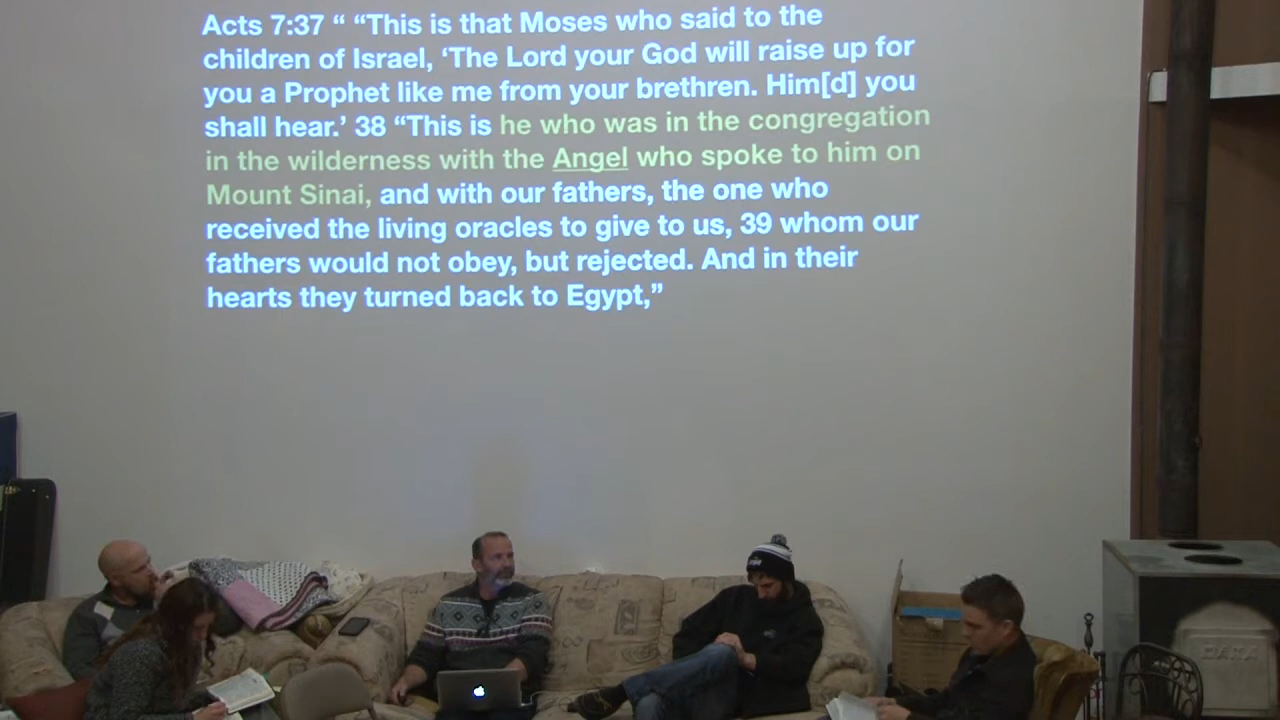 Acts 7:37 “ “This is that Moses who said to the
children of Israel, ‘The Lord your God will raise up for
you a Prophet like me from your brethren. Him[d] you
shall hear.’ 38 “This is he who was in the congregation
in the wilderness with the Angel who spoke to him on
Mount Sinai, and with our fathers, the one who
received the living oracles to give to us, 39 whom our
fathers would not obey, but rejected. And in their
hearts they turned back to Egypt,”